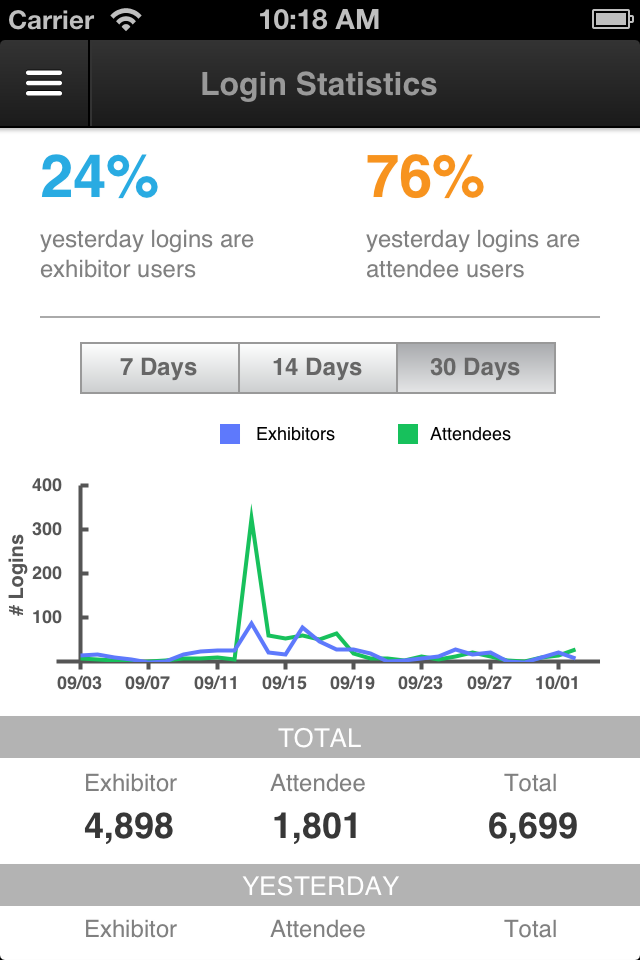 Carrier 10:18 AM
Login Statistics
24% 76%
yesterday logins are yesterday logins are
exhibitor users attendee users
7 Days 14 Days 30 Days
Exhibitors Attendees
400
300
200
100
# Logins
09/03 09/07 09/11 09/15 09/19 09/23 09/27 10/01
TOTAL
Exhibitor Attendee Total
4,898 1,801 6,699
YESTERDAY
Exhibitor Attendee Total